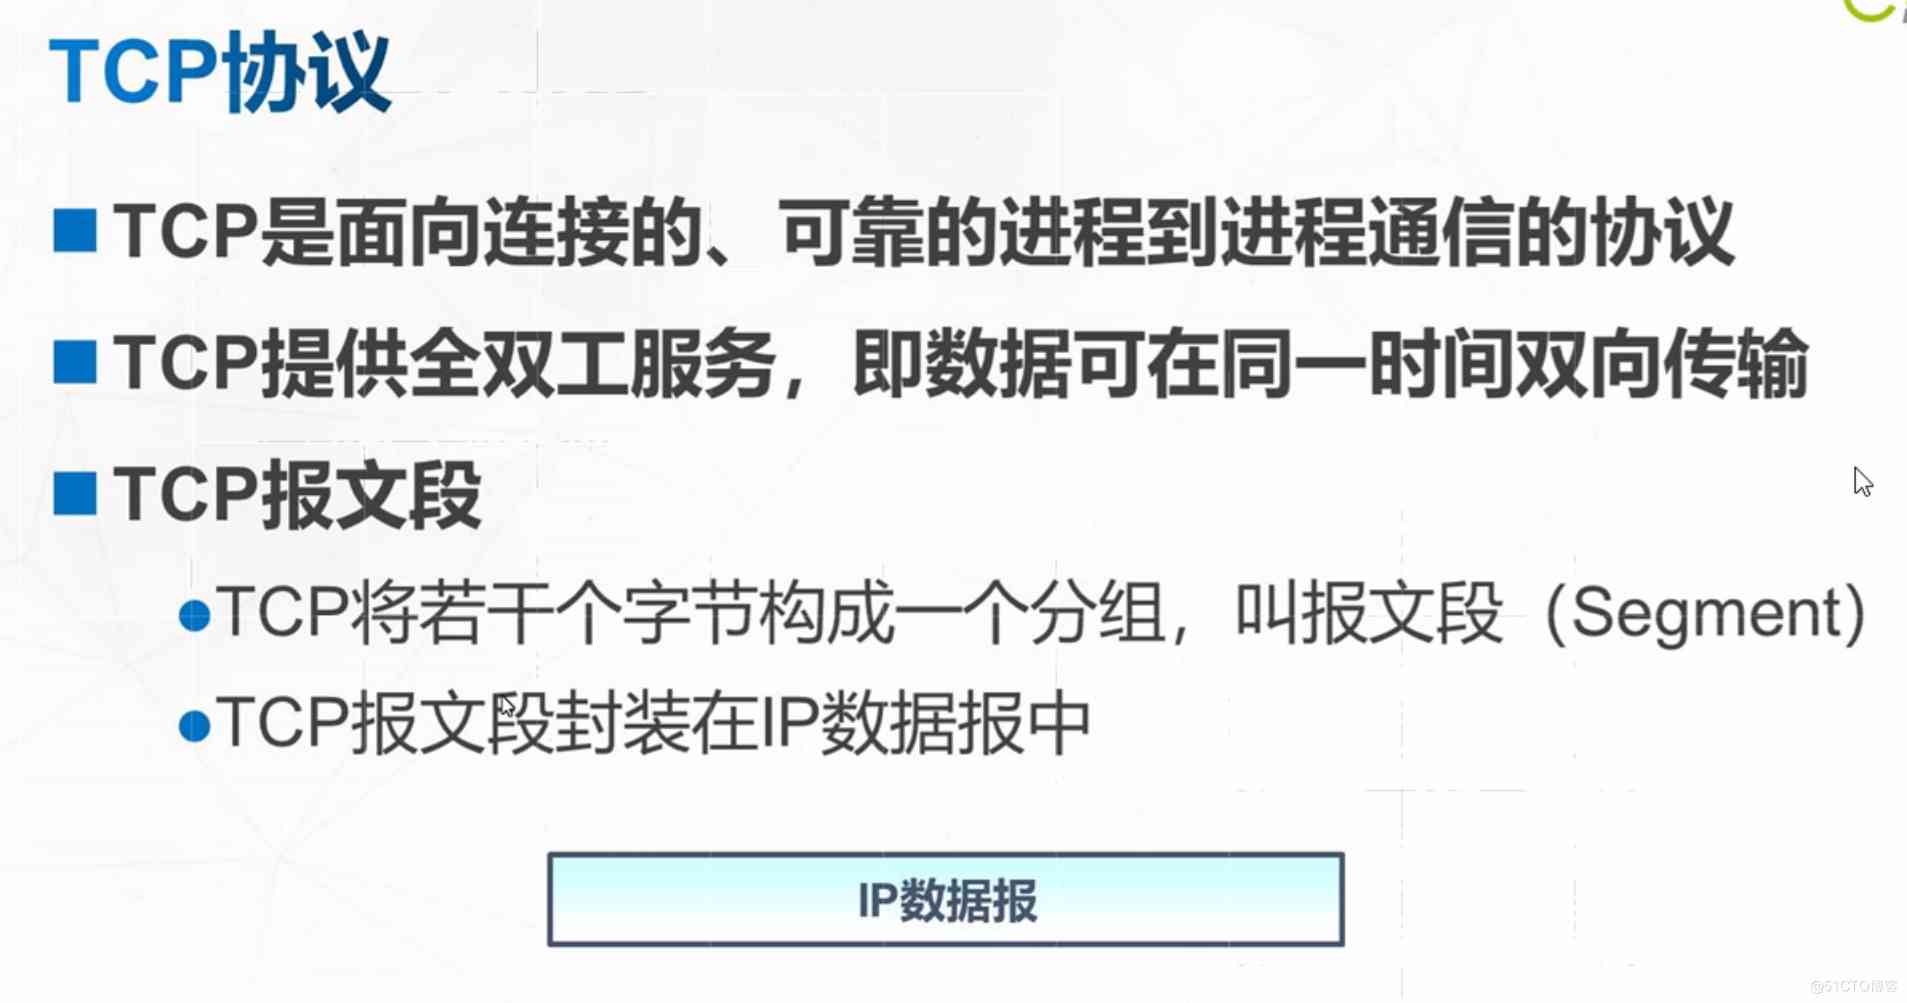 TCP协议
TCP是面向连接的、可靠的进程到进程通信的协议
TCP提供全双工服务，即数据可在同一时间双向传输
TCP报文段
TCP将若干个字节构成一个分组，叫报文段（Segment）
TCP报文段封装在IP数据报中
IP数据报
@51CTO博客